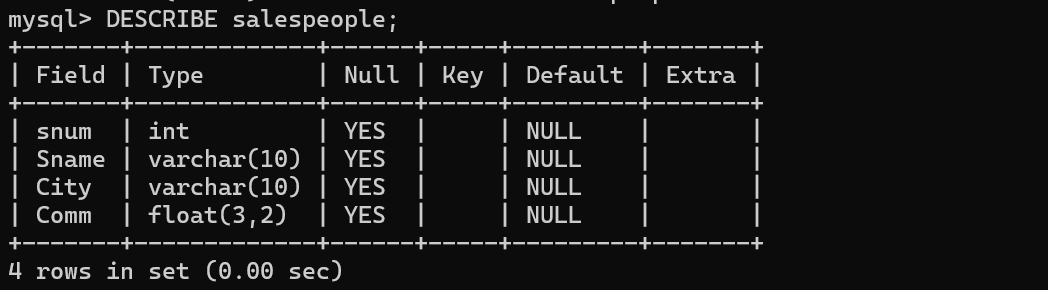 mysql> DESCRIBE salespeople;
+-------+-------------+------+-----+---------+-------+
| Field | Type        | Null | Key | Default | Extra |
+-------+-------------+------+-----+---------+-------+
| snum  | int         | YES  |     | NULL    |       |
| Sname | varchar(10) | YES  |     | NULL    |       |
| City  | varchar(10) | YES  |     | NULL    |       |
| Comm  | float(3,2)  | YES  |     | NULL    |       |
+-------+-------------+------+-----+---------+-------+
4 rows in set (0.00 sec)